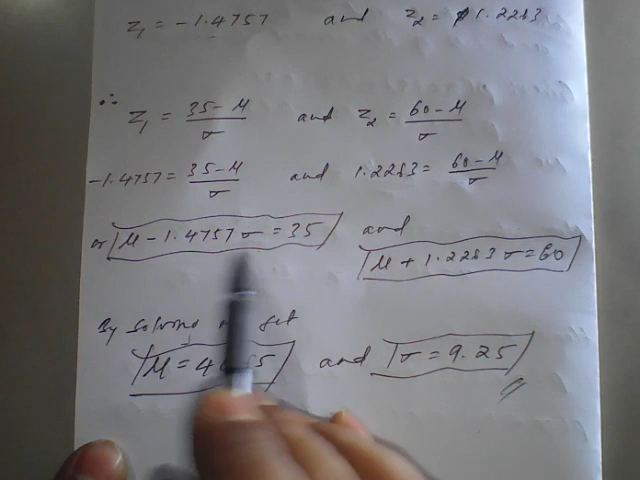 Z₁ = -1.4757 and Z₂ = 1.2283
∴ Z₁ = (35-μ)/σ and Z₂ = (60-μ)/σ
-1.4757 = (35-μ)/σ and 1.2283 = (60-μ)/σ
or μ - 1.4757σ = 35 and
μ + 1.2283σ = 60
By solving get
μ = and σ = 9.25